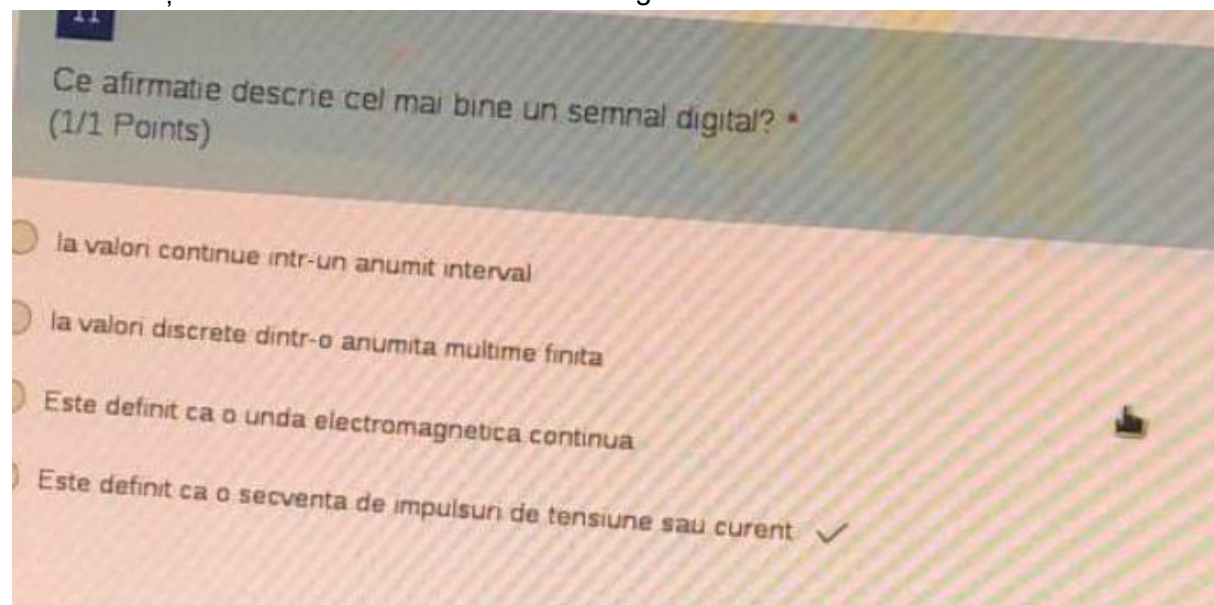 11
Ce afirmatie descrie cel mai bine un semnal digital? *
(1/1 Points)
Ia valori continue intr-un anumit interval
Ia valori discrete dintr-o anumita multime finita
Este definit ca o unda electromagnetica continua
Este definit ca o secventa de impulsuri de tensiune sau curent ✓